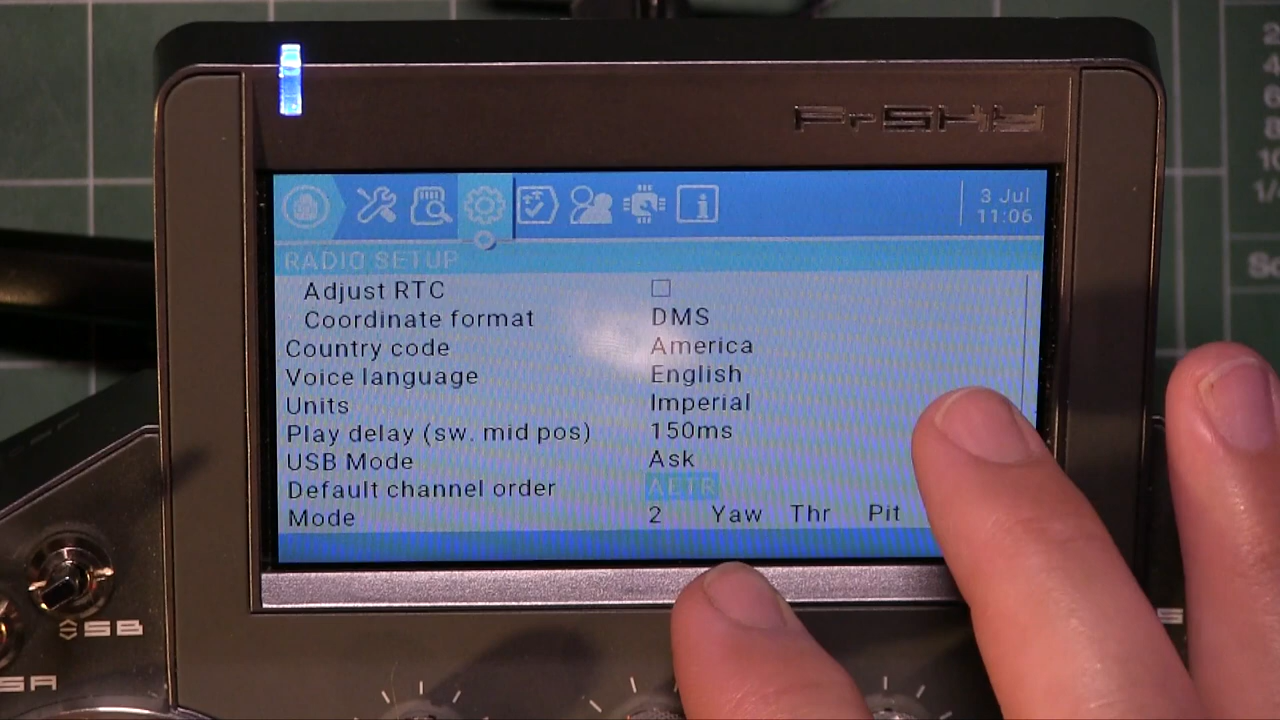 FrSKY
3 Jul
11:06
RADIO SETUP
Adjust RTC
Coordinate format DMS
Country code America
Voice language English
Units Imperial
Play delay (sw. mid pos) 150ms
USB Mode Ask
Default channel order AETR
Mode 2 Yaw Thr Pit
SB
SA